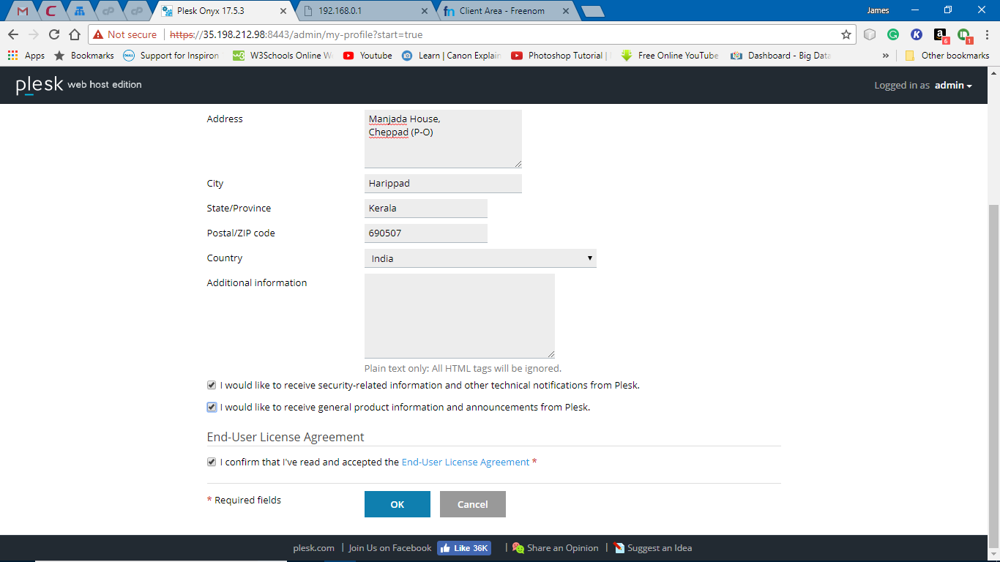 Plesk Onyx 17.5.3
192.168.0.1
Client Area - Freenom
James
Not secure https://35.198.212.98:8443/admin/my-profile?start=true
6
1
Apps
Bookmarks
Support for Inspiron
W3Schools Online W
Youtube
Learn | Canon Explain
Photoshop Tutorial |
Free Online YouTube
Dashboard - Big Data
»
Other bookmarks
plesk web host edition
Logged in as admin
Address
Manjada House,
Cheppad (P-O)
City
Harippad
State/Province
Kerala
Postal/ZIP code
690507
Country
India
Additional information
Plain text only: All HTML tags will be ignored.
I would like to receive security-related information and other technical notifications from Plesk.
I would like to receive general product information and announcements from Plesk.
End-User License Agreement
I confirm that I've read and accepted the End-User License Agreement *
* Required fields
OK
Cancel
plesk.com | Join Us on Facebook Like 36K | Share an Opinion | Suggest an Idea